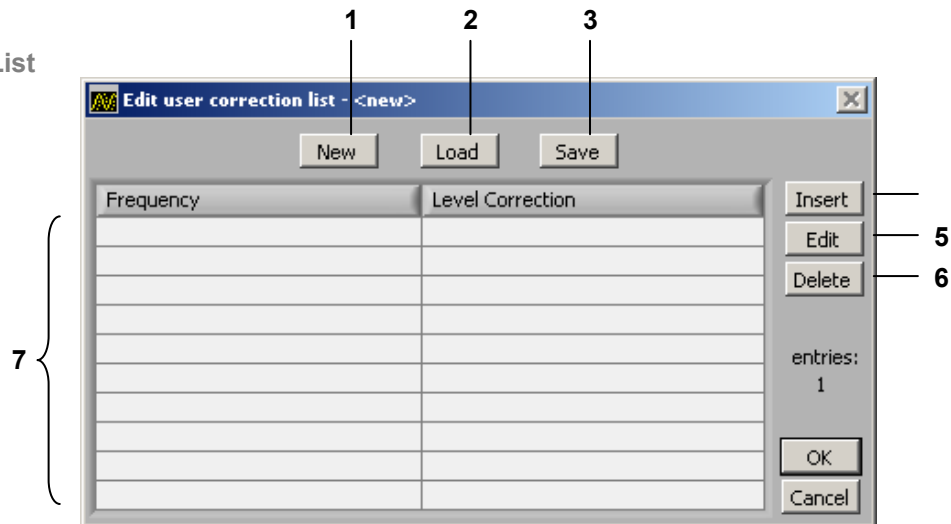 1 2 3
List
Edit user correction list - <new>
New Load Save
Frequency Level Correction
Insert
Edit 5
Delete 6
7
entries:
1
OK
Cancel